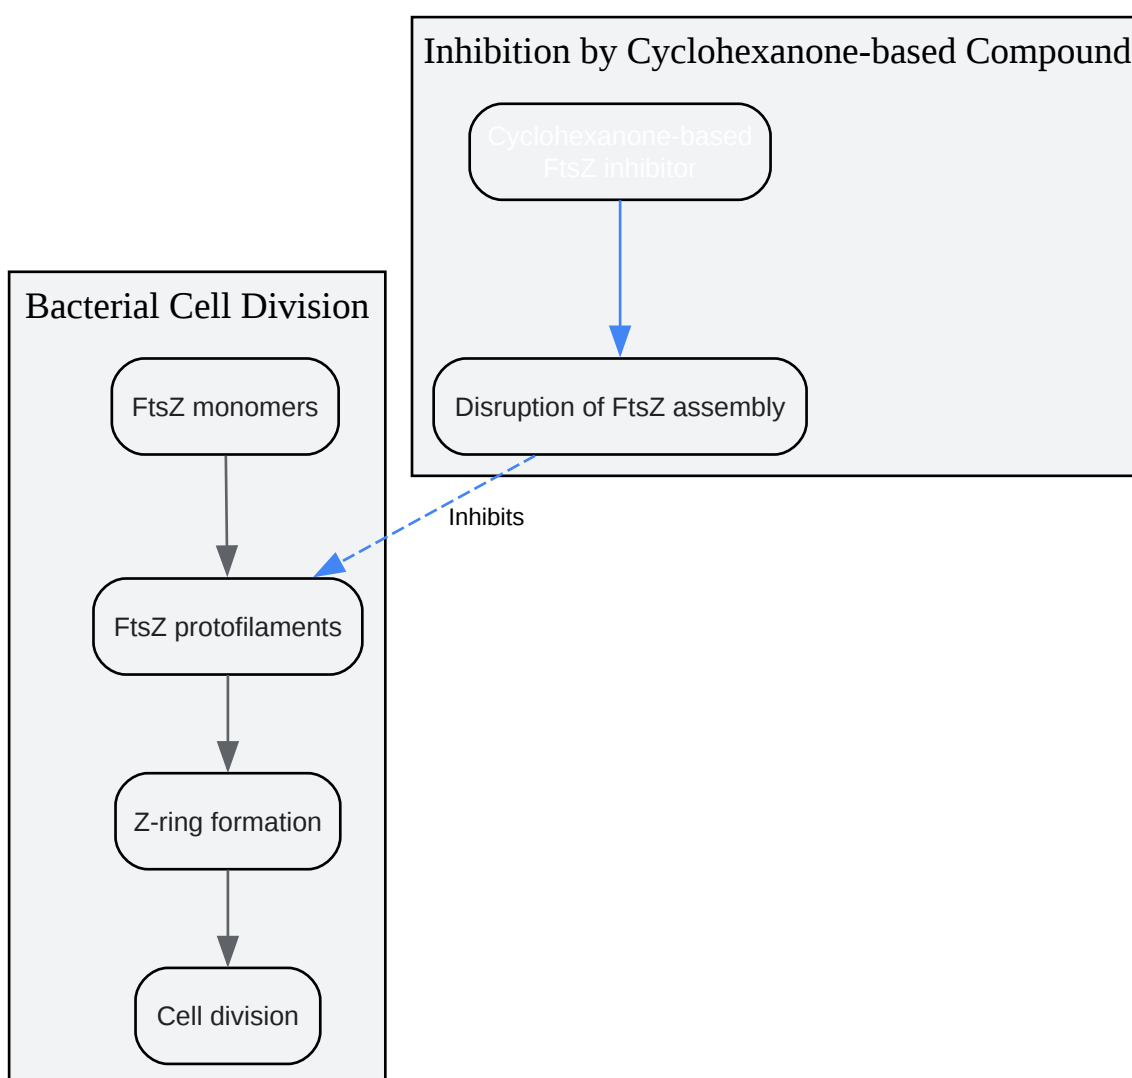 Inhibition by Cyclohexanone-based Compound
Cyclohexanone-based
FtsZ inhibitor
Bacterial Cell Division
FtsZ monomers
Disruption of FtsZ assembly
Inhibits
FtsZ protofilaments
Z-ring formation
Cell division